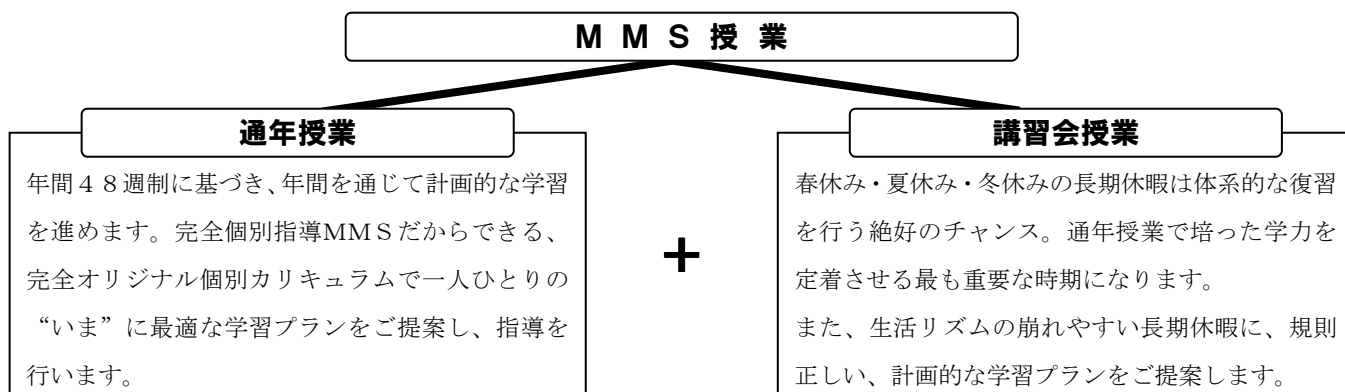 ＭＭＳ授業
通年授業
年間４８週制に基づき、年間を通じて計画的な学習
を進めます。完全個別指導MMＳだからできる、
完全オリジナル個別カリキュラムで一人ひとりの
“いま”に最適な学習プランをご提案し、指導を
行います。
＋
講習会授業
春休み・夏休み・冬休みの長期休暇は体系的な復習
を行う絶好のチャンス。通年授業で培った学力を
定着させる最も重要な時期になります。
また、生活リズムの崩れやすい長期休暇に、規則
正しい、計画的な学習プランをご提案します。